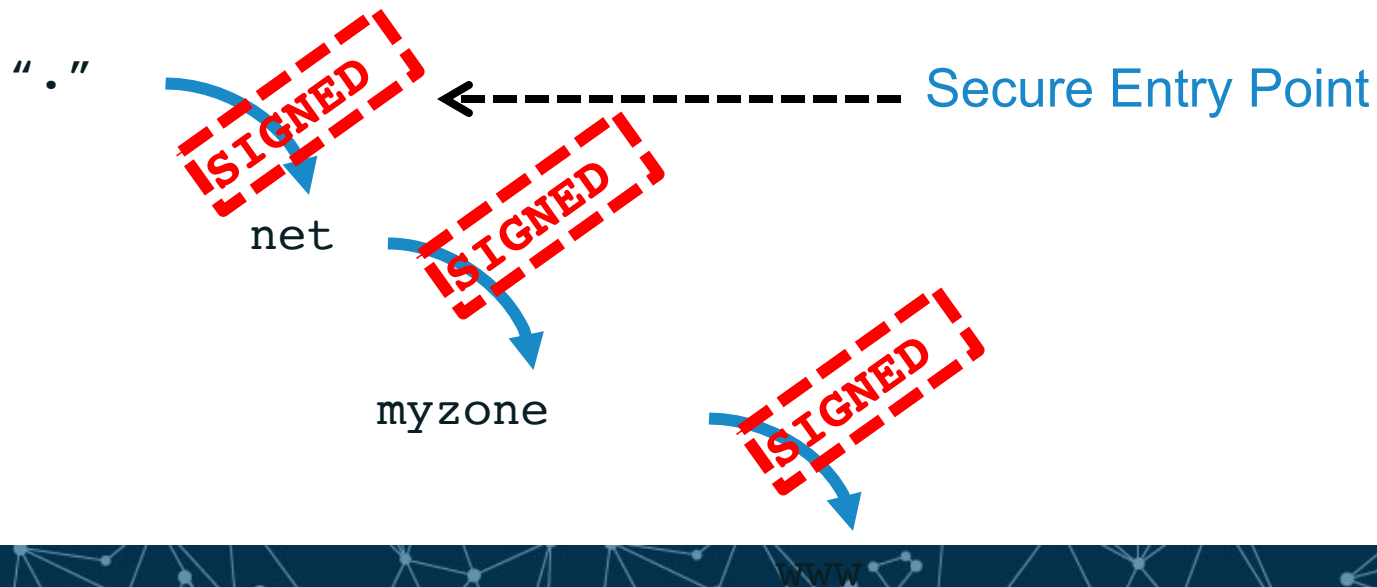 “.”
SIGNED
Secure Entry Point
net
SIGNED
myzone
SIGNED
www